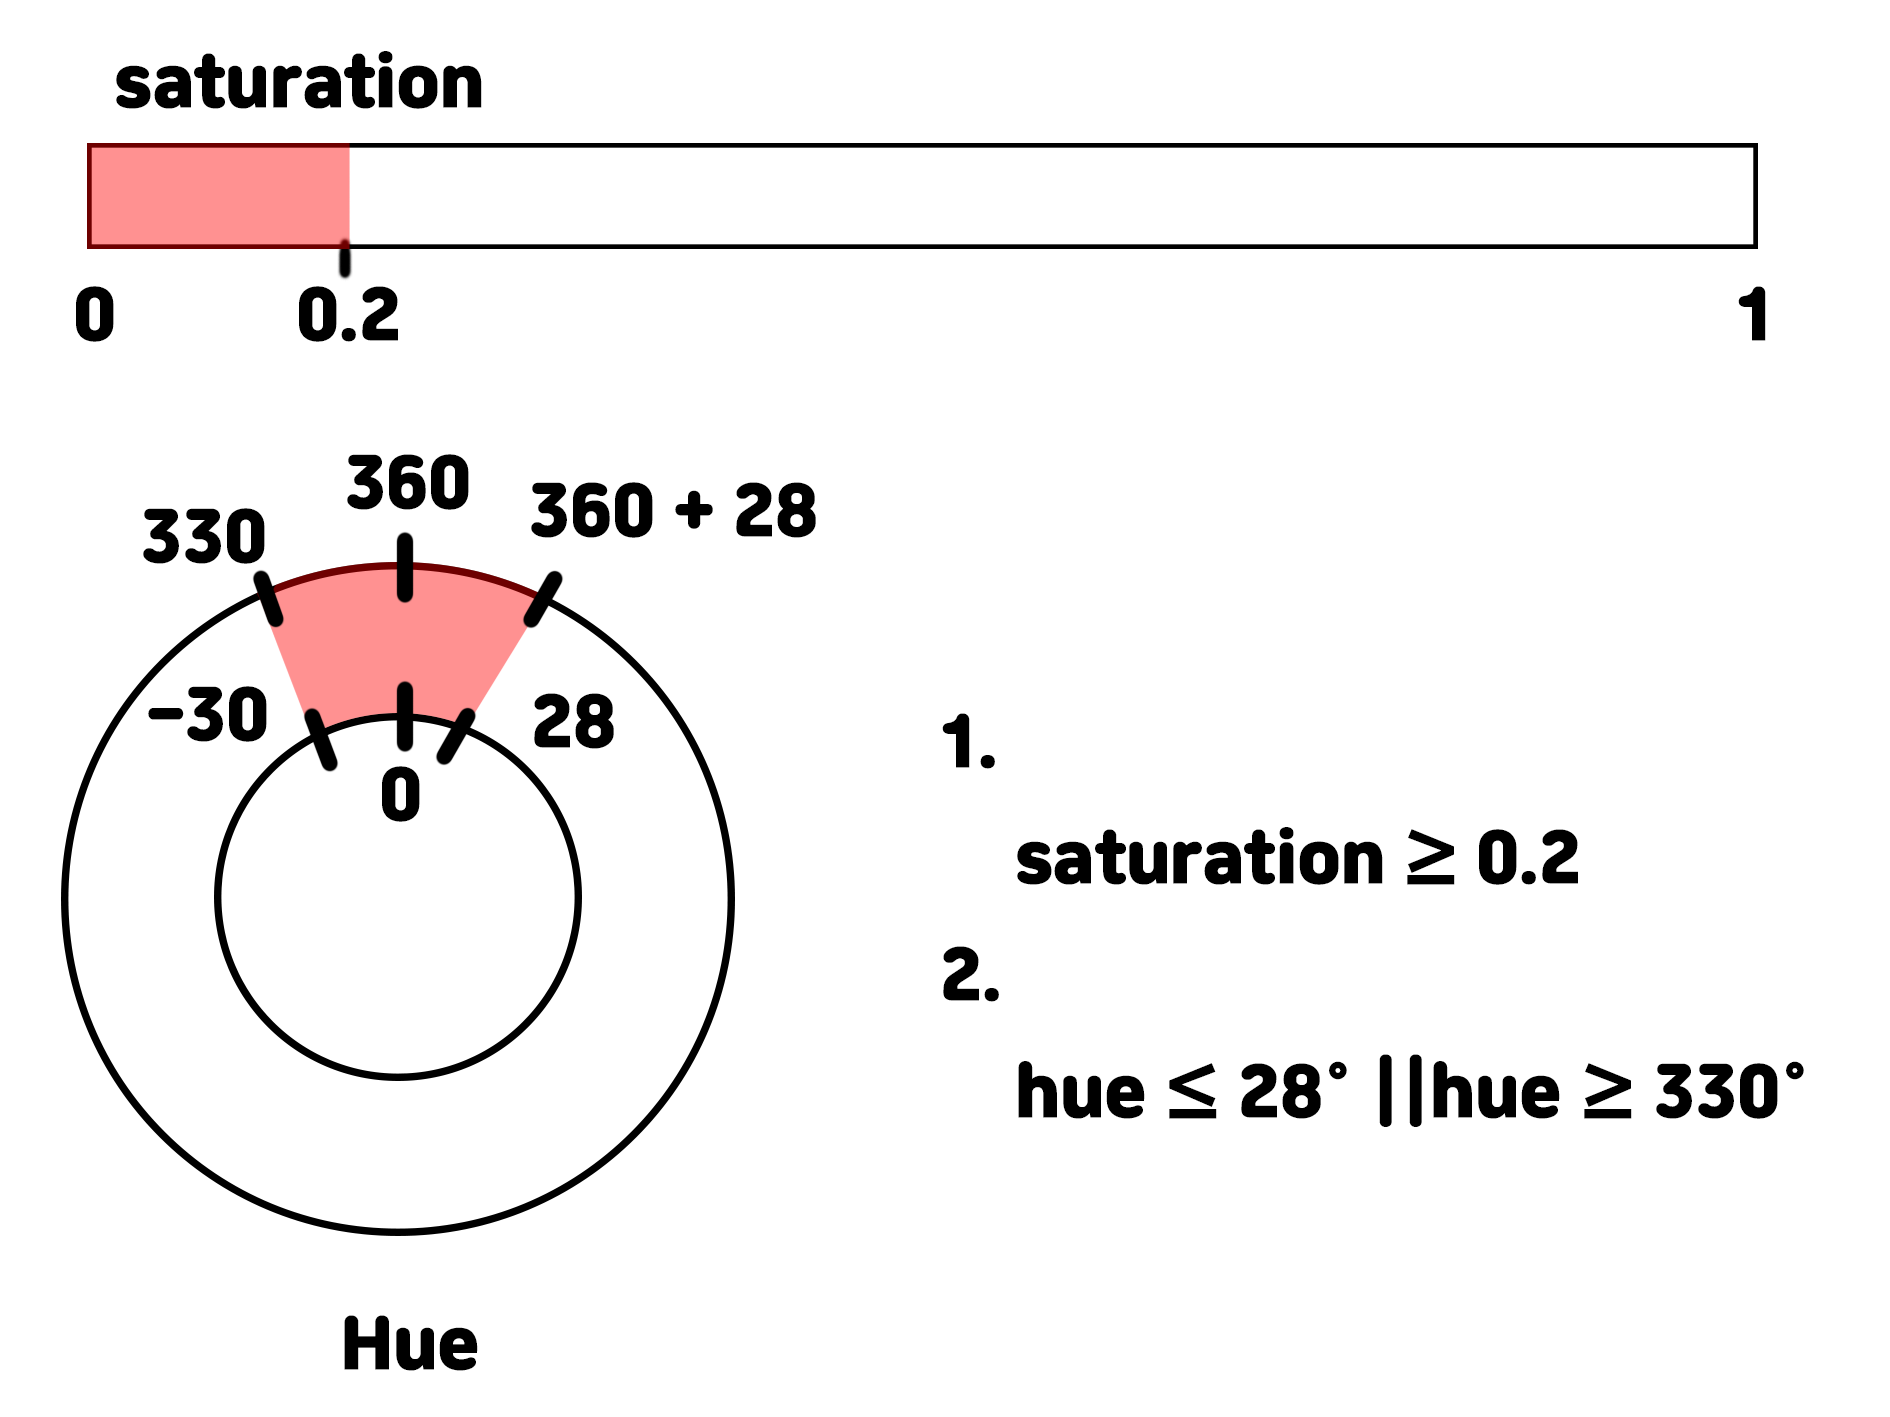 saturation
0 0.2 1
360
360 + 28
330
-30
28
0
Hue
1.
saturation ≥ 0.2
2.
hue ≤ 28° ||hue ≥ 330°